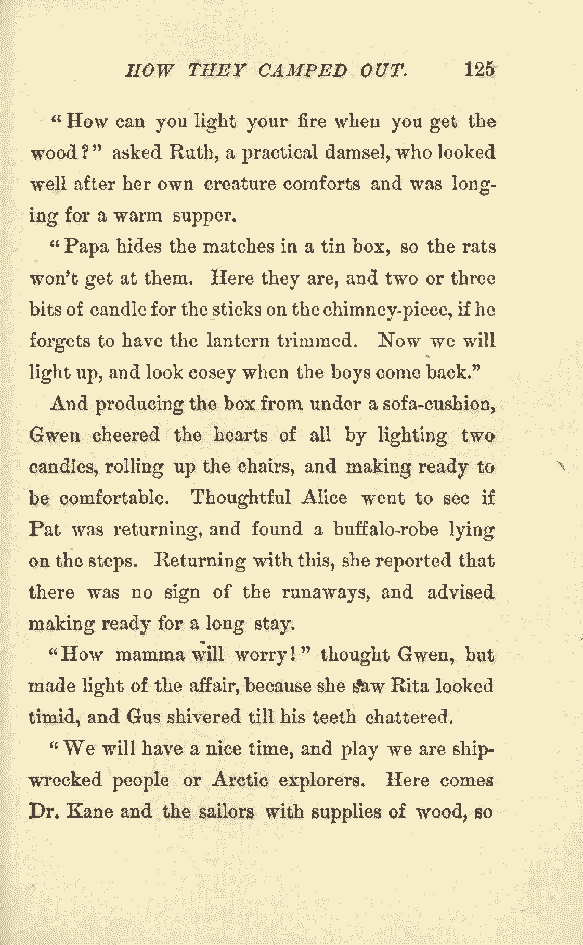 HOW THEY CAMPED OUT. 125
"How can you light your fire when you get the
wood?" asked Ruth, a practical damsel, who looked
well after her own creature comforts and was long-
ing for a warm supper.
"Papa hides the matches in a tin box, so the rats
won't get at them. Here they are, and two or three
bits of candle for the sticks on the chimney-piece, if he
forgets to have the lantern trimmed. Now we will
light up, and look cosey when the boys come back."
And producing the box from under a sofa-cushion,
Gwen cheered the hearts of all by lighting two
candles, rolling up the chairs, and making ready to
be comfortable. Thoughtful Alice went to see if
Pat was returning, and found a buffalo-robe lying
on the steps. Returning with this, she reported that
there was no sign of the runaways, and advised
making ready for a long stay.
"How mamma will worry!" thought Gwen, but
made light of the affair, because she saw Rita looked
timid, and Gus shivered till his teeth chattered.
"We will have a nice time, and play we are ship-
wrecked people or Arctic explorers. Here comes
Dr. Kane and the sailors with supplies of wood, so